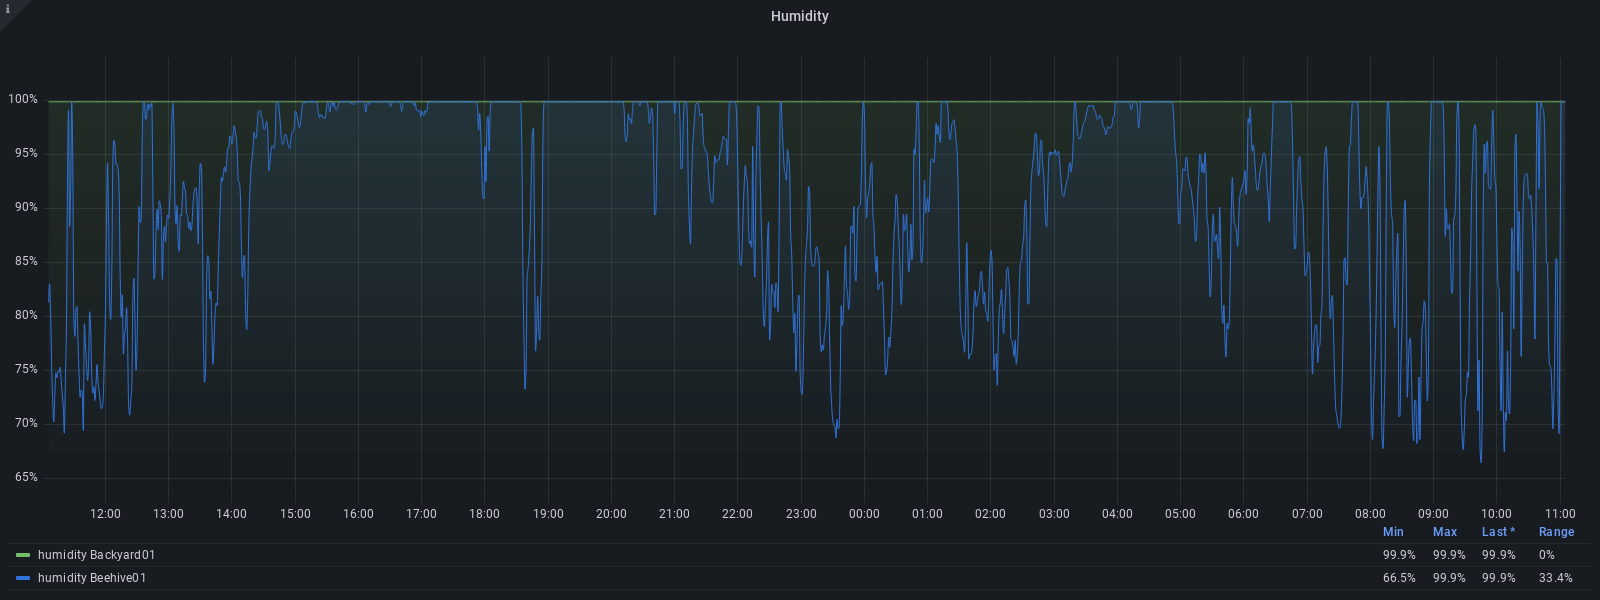 i
Humidity
100%
95%
90%
85%
80%
75%
70%
65%
12:00 13:00 14:00 15:00 16:00 17:00 18:00 19:00 20:00 21:00 22:00 23:00 00:00 01:00 02:00 03:00 04:00 05:00 06:00 07:00 08:00 09:00 10:00 11:00
Min Max Last * Range
humidity Backyard01 99.9% 99.9% 99.9% 0%
humidity Beehive01 66.5% 99.9% 99.9% 33.4%